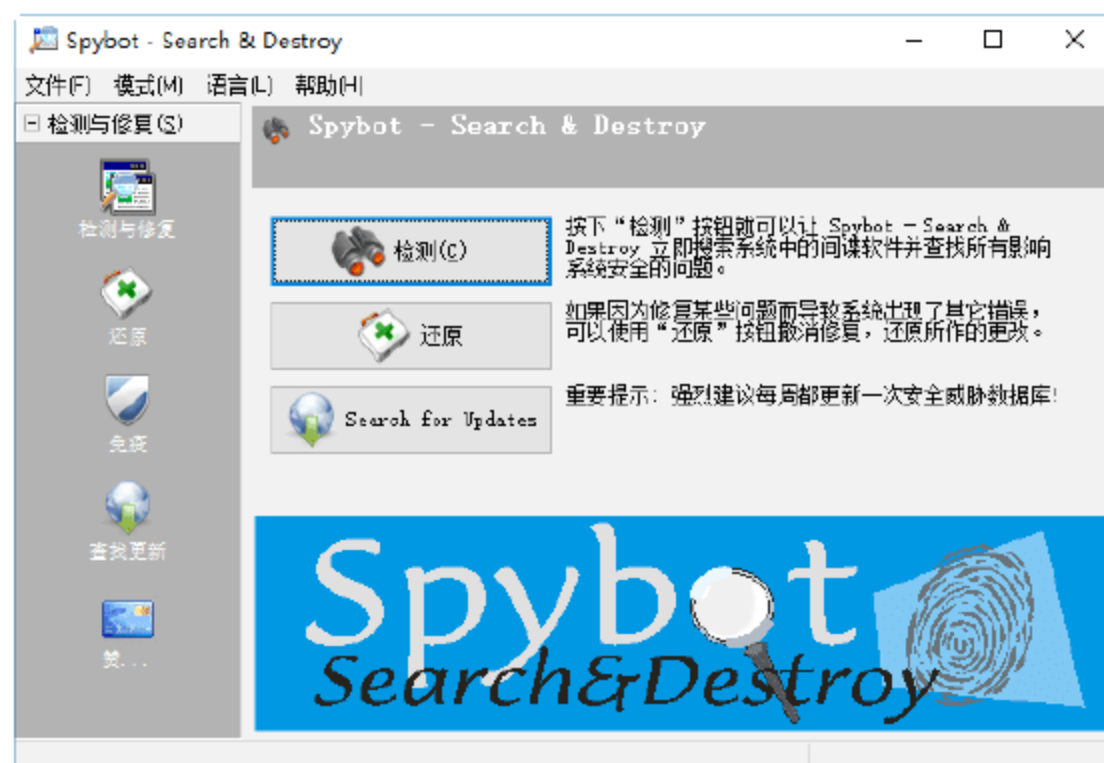 Spybot - Search & Destroy
文件(F) 模式(M) 语言(L) 帮助(H)
检测与修复(S)
Spybot - Search & Destroy
检测与修复
还原
免疫
查找更新
赞...
检测(C)
按下“检测”按钮就可以让 Spybot - Search &
Destroy 立即搜索系统中的间谍软件并查找所有影响
系统安全的问题。
还原
如果因为修复某些问题而导致系统出现了其它错误，
可以使用“还原”按钮撤消修复，还原所作的更改。
Search for Updates
重要提示：强烈建议每周都更新一次安全威胁数据库!
Spybot
Search&Destroy